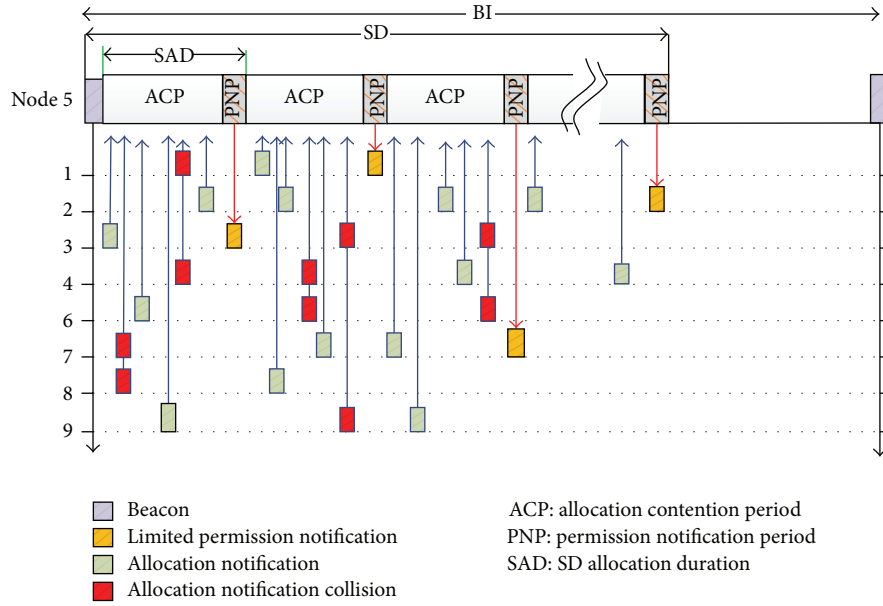 BI
SD
SAD
Node 5
ACP
PNP
ACP
PNP
ACP
PNP
PNP
1
2
3
4
6
7
8
9
Beacon
Limited permission notification
Allocation notification
Allocation notification collision
ACP: allocation contention period
PNP: permission notification period
SAD: SD allocation duration